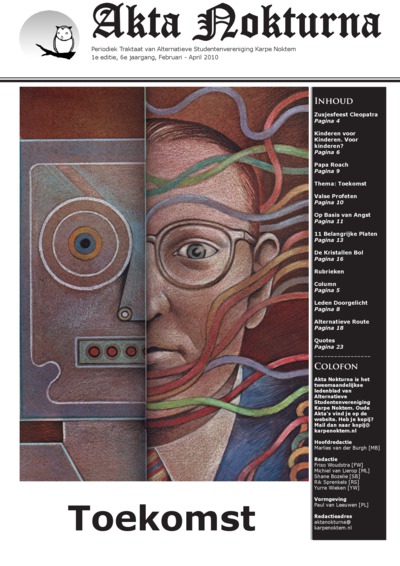 Akta Nokturna
Periodiek Traktaat van Alternatieve Studentenvereniging Karpe Noktem
1e editie, 6e jaargang, Februari - April 2010
Inhoud
Zusjesfeest Cleopatra
Pagina 4
Kinderen voor
Kinderen. Voor
kinderen?
Pagina 6
Papa Roach
Pagina 9
Thema: Toekomst
Valse Profeten
Pagina 10
Op Basis van Angst
Pagina 11
11 Belangrijke Platen
Pagina 13
De Kristallen Bol
Pagina 16
Rubrieken
Column
Pagina 5
Leden Doorgelicht
Pagina 8
Alternatieve Route
Pagina 18
Quotes
Pagina 23
Colofon
Akta Nokturna is het
tweemaandelijkse
ledenblad van
Alternatieve
Studentenvereniging
Karpe Noktem. Oude
Akta's vind je op de
website. Heb je kopij?
Mail dan naar kopij@
karpenoktem.nl
Hoofdredactie
Marlies van der Burgh [MB]
Redactie
Friso Woudstra [FW]
Michiel van Lierop [ML]
Shane Bozelie [SB]
Rik Sprenkels [RS]
Yurre Wieken [YW]
Vormgeving
Paul van Leeuwen [PL]
Redactieadres
aktanokturna@
karpenoktem.nl
Toekomst